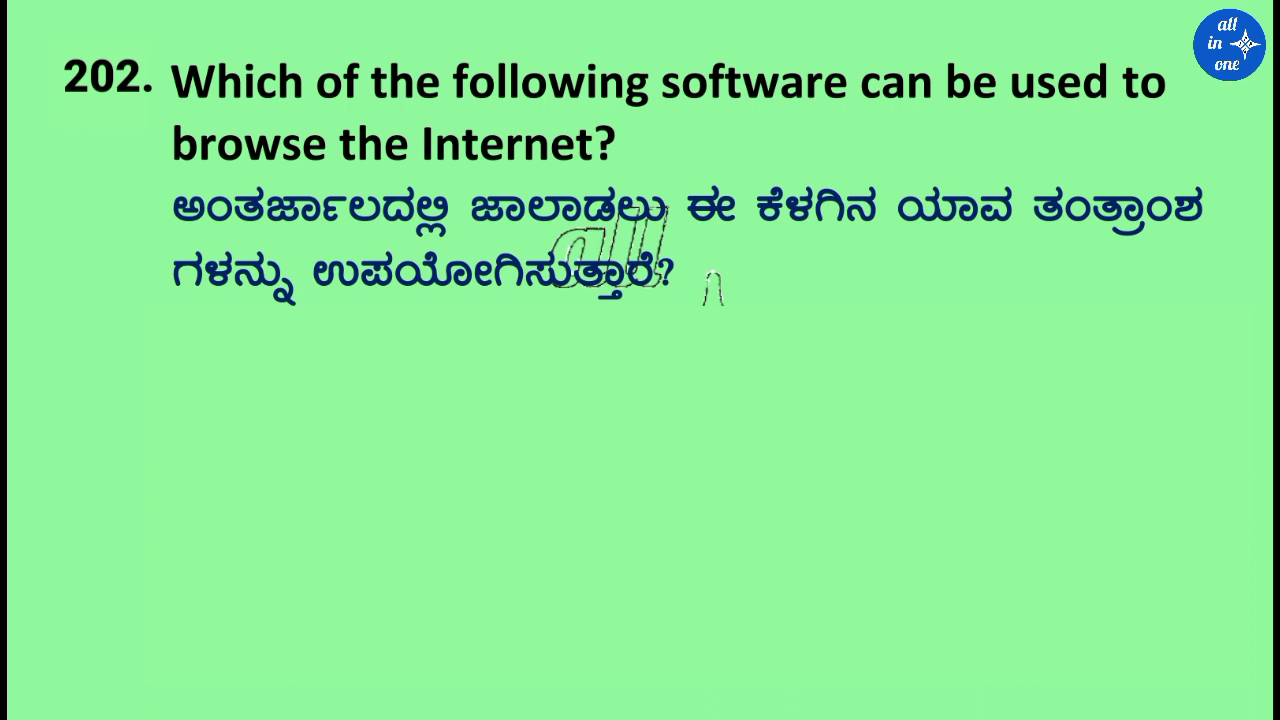 all
in
one
202. Which of the following software can be used to
browse the Internet?
ಅಂತರ್ಜಾಲದಲ್ಲಿ ಜಾಲಾಡಲು ಈ ಕೆಳಗಿನ ಯಾವ ತಂತ್ರಾಂಶ
ಗಳನ್ನು ಉಪಯೋಗಿಸುತ್ತಾರೆ?
all